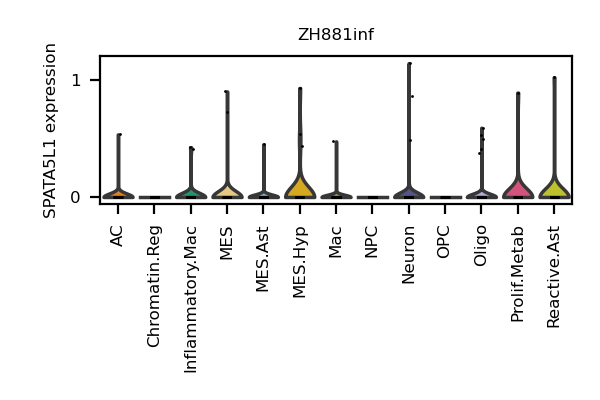 ZH881inf
SPATA5L1 expression
1
0
AC
Chromatin.Reg
Inflammatory.Mac
MES
MES.Ast
MES.Hyp
Mac
NPC
Neuron
OPC
Oligo
Prolif.Metab
Reactive.Ast